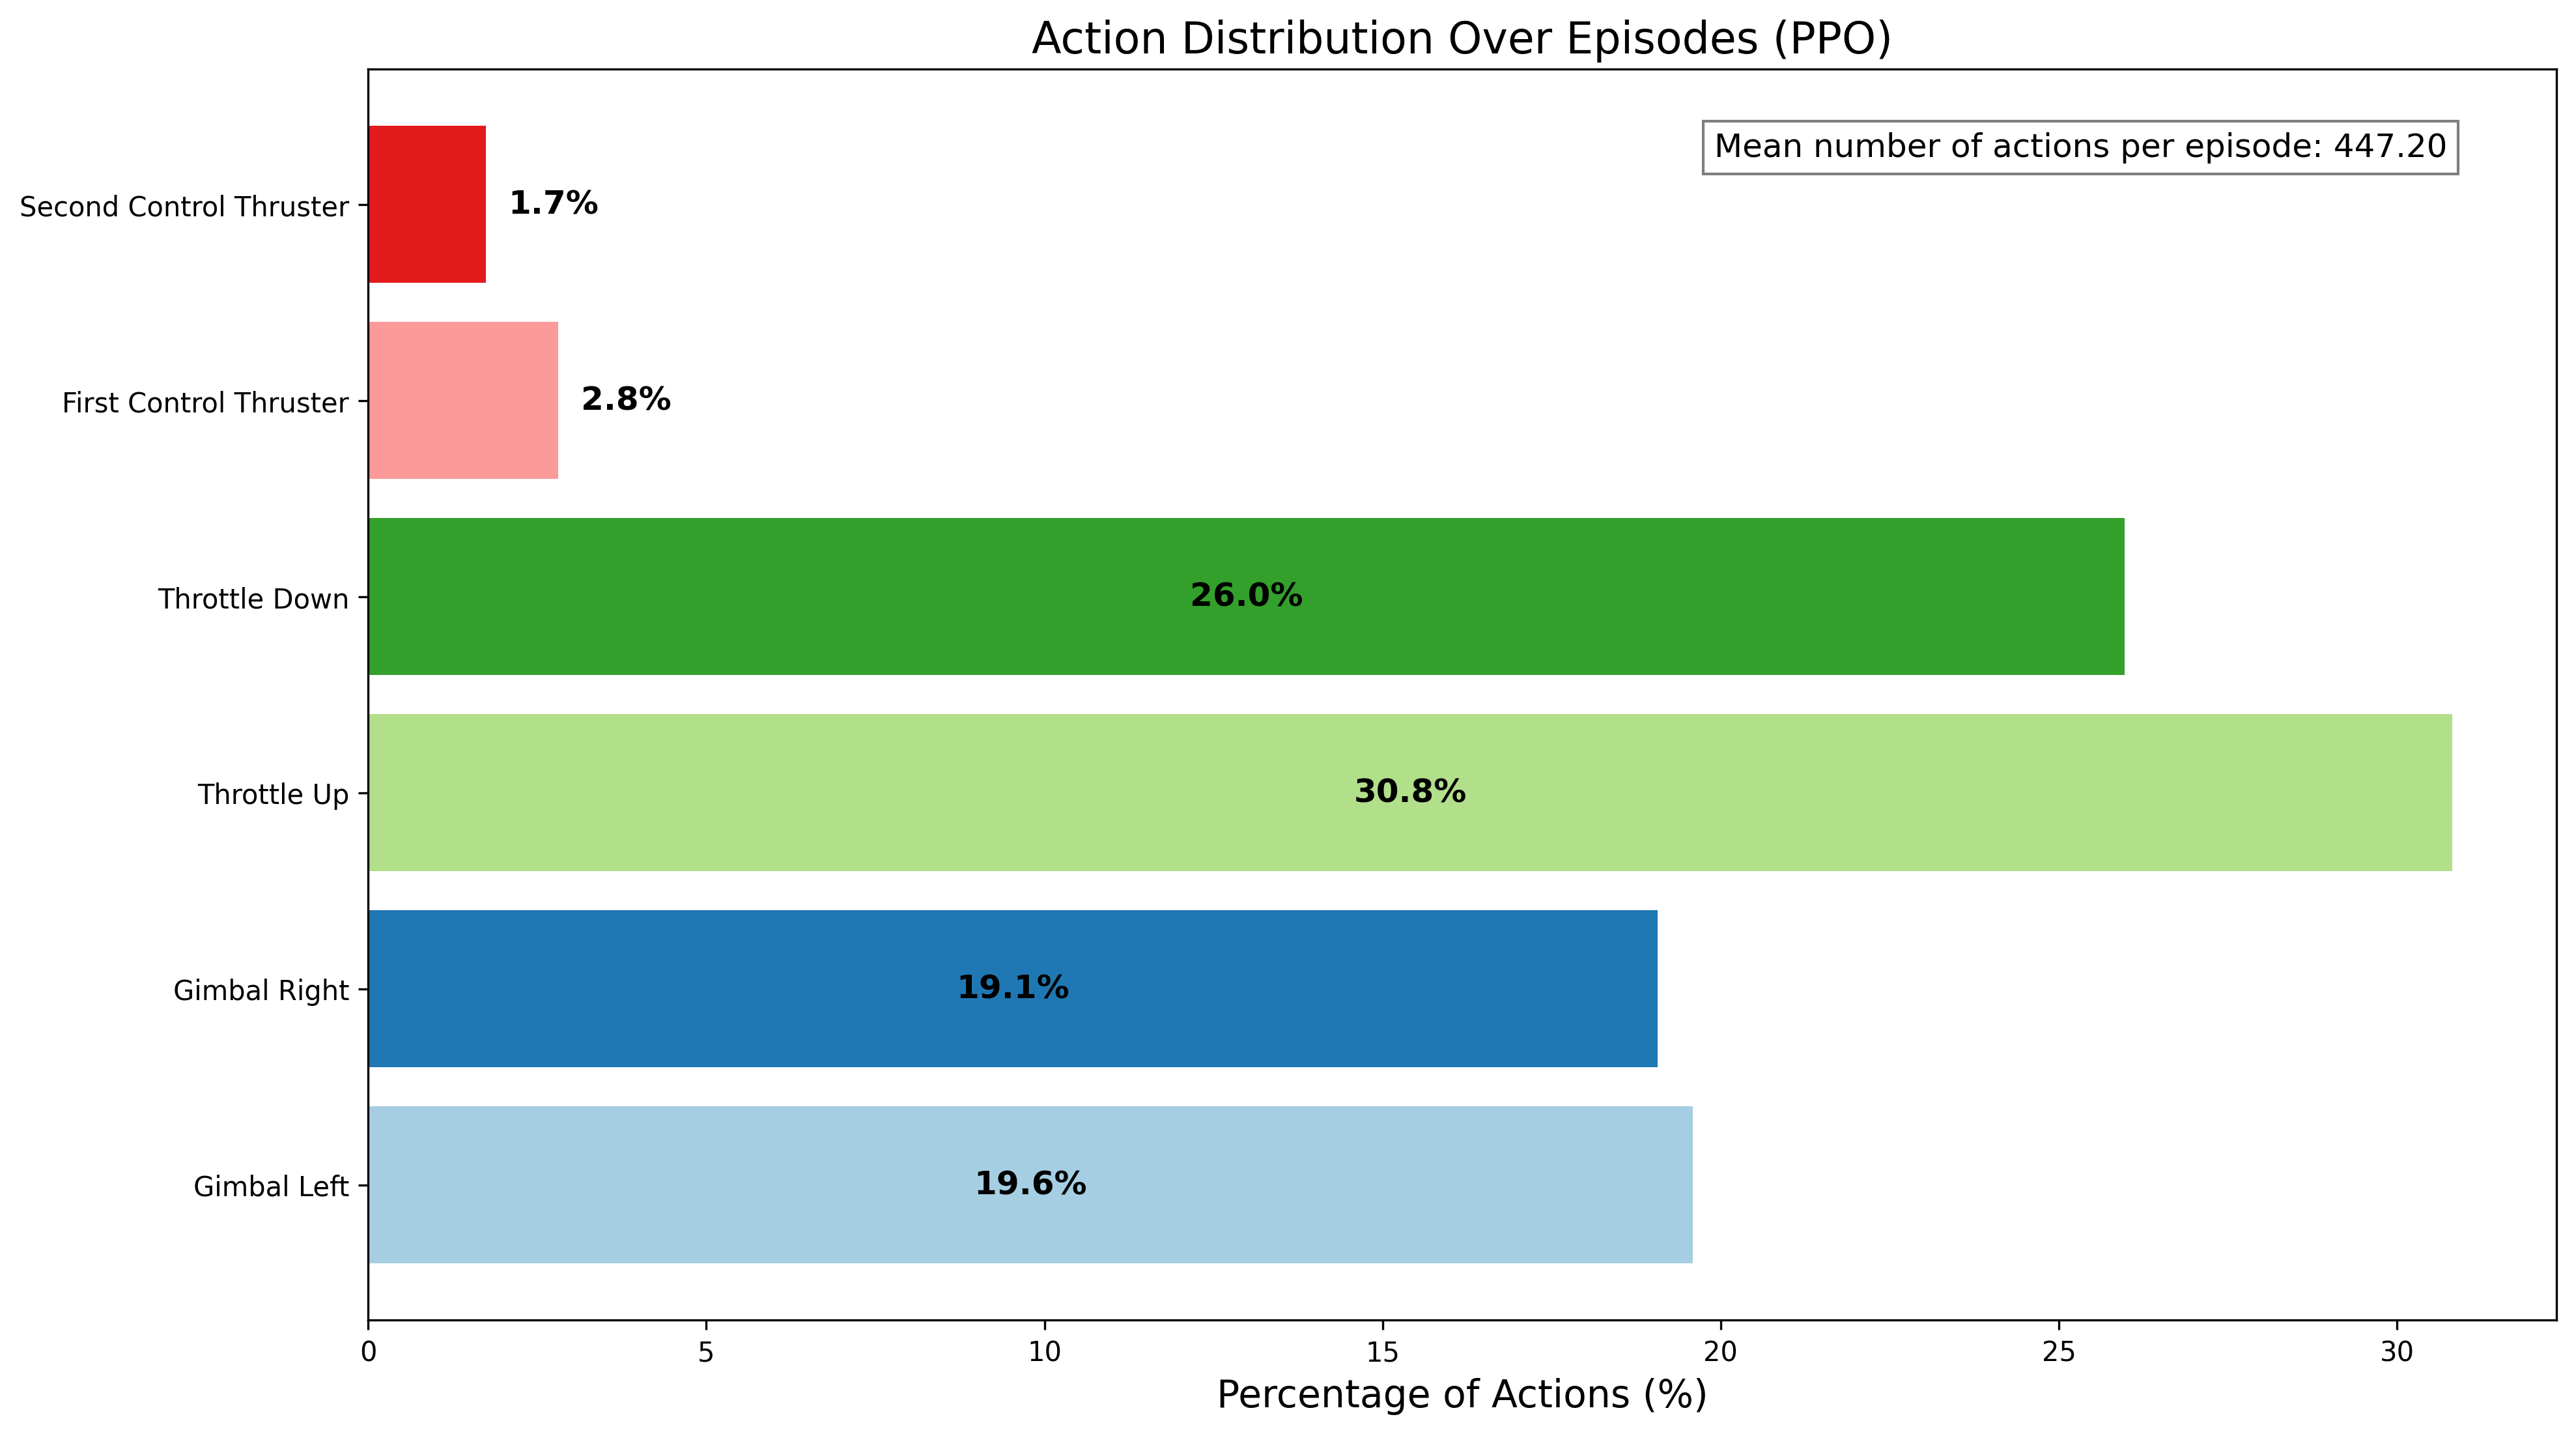 Action Distribution Over Episodes (PPO)
Mean number of actions per episode: 447.20
Second Control Thruster
1.7%
First Control Thruster
2.8%
Throttle Down
26.0%
Throttle Up
30.8%
Gimbal Right
19.1%
Gimbal Left
19.6%
0 5 10 15 20 25 30
Percentage of Actions (%)